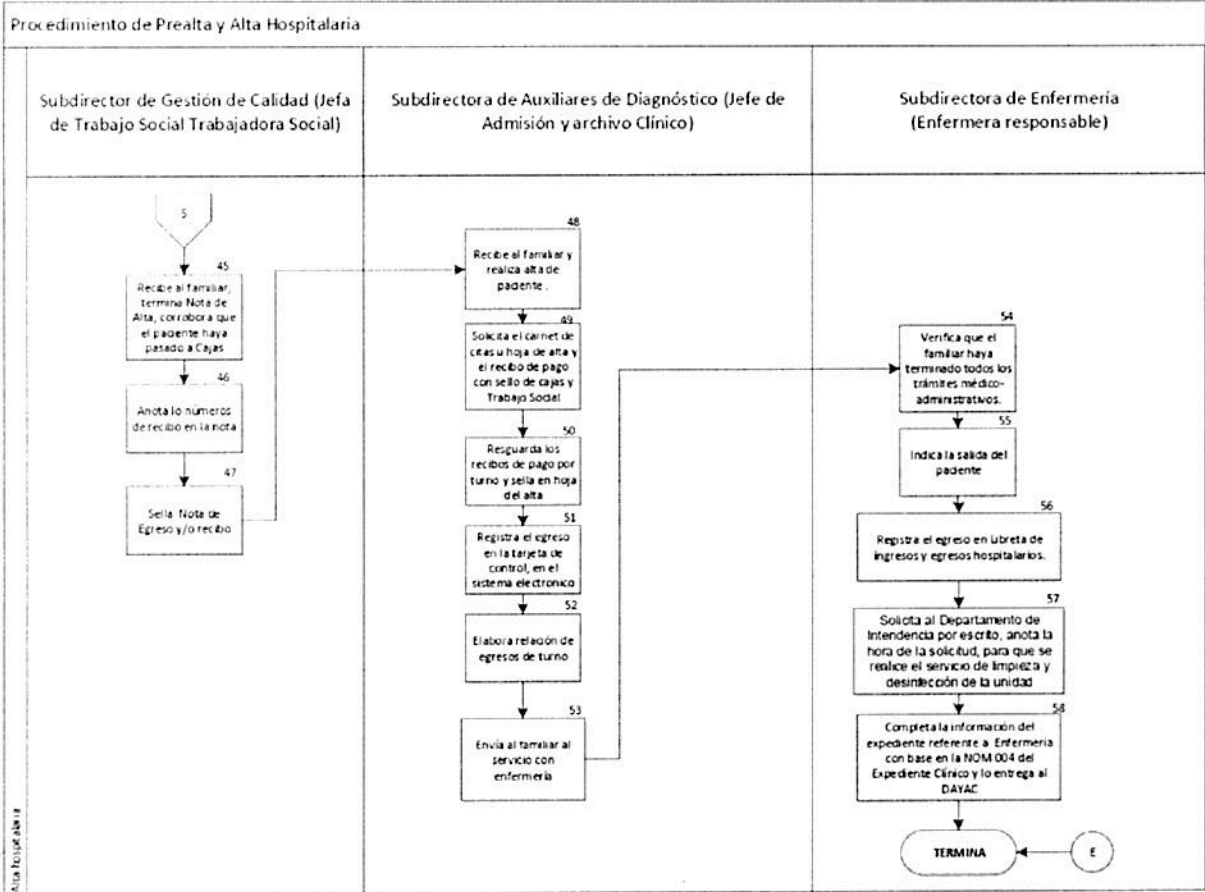 Procedimiento de Prealta y Alta Hospitalaria
Subdirector de Gestión de Calidad (Jefa
de Trabajo Social Trabajadora Social)
Subdirectora de Auxiliares de Diagnóstico (Jefe de
Admisión y archivo Clínico)
Subdirectora de Enfermería
(Enfermera responsable)
Alta hospitalaria
5
45
Recibe al familiar,
termina Nota de
Alta, corrobora que
el paciente haya
pasado a Cajas
46
Anota lo números
de recibo en la nota
47
Sella Nota de
Egreso y/o recibo
48
Recibe al familiar y
realiza alta de
paciente .
49
Solicita el carnet de
citas u hoja de alta y
el recibo de pago
con sello de cajas y
Trabajo Social
50
Resguarda los
recibos de pago por
turno y sella en hoja
del alta
51
Registra el egreso
en la tarjeta de
control, en el
sistema electronico
52
Elabora relación de
egresos de turno
53
Envía al familiar al
servicio con
enfermería
54
Verifica que el
familiar haya
terminado todos los
trámites médico-
administrativos.
55
Indica la salida del
paciente
56
Registra el egreso en Libreta de
ingresos y egresos hospitalarios.
57
Solicita al Departamento de
Intendencia por escrito, anota la
hora de la solicitud, para que se
realice el servicio de limpieza y
desinfección de la unidad
58
Completa la información del
expediente referente a Enfermería
con base en la NOM 004 del
Expediente Clínico y lo entrega al
DAYAC
TERMINA
E